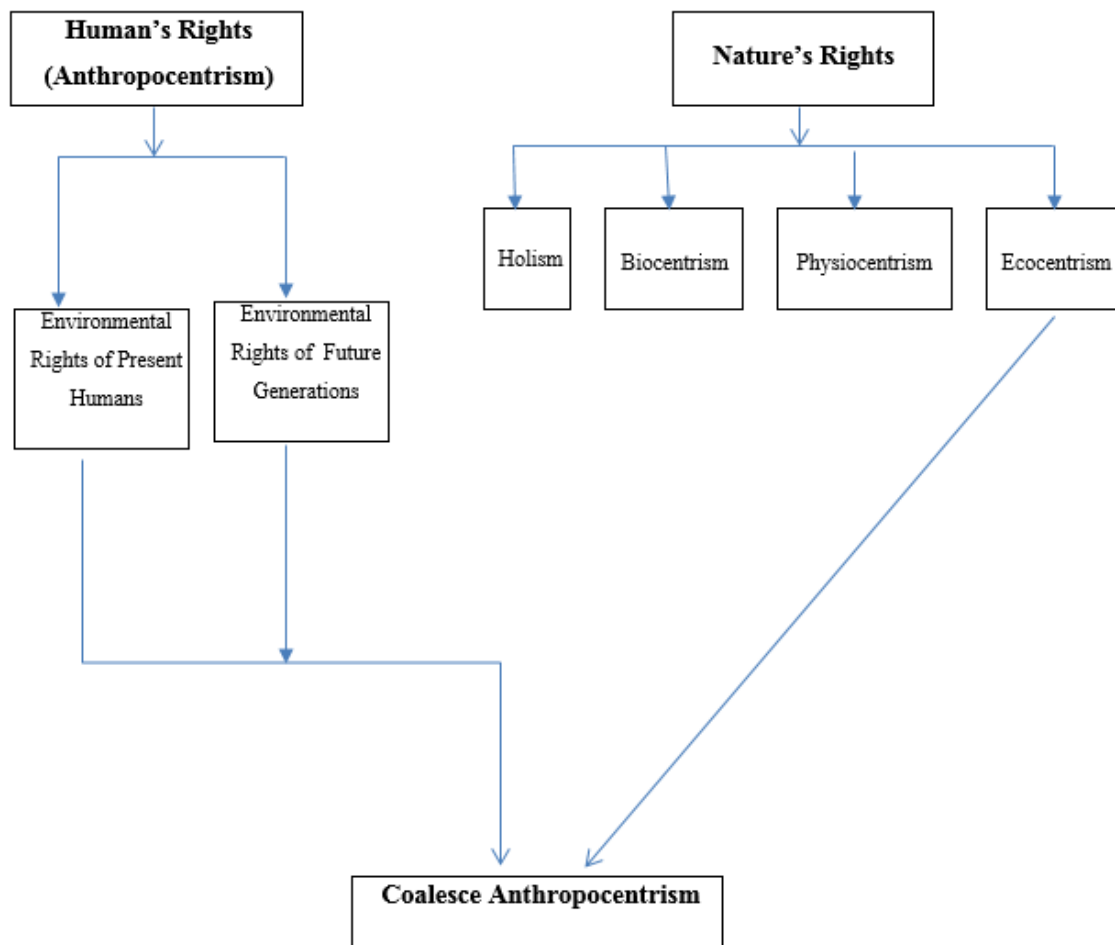 Human’s Rights
(Anthropocentrism)
Nature’s Rights
Holism
Biocentrism
Physiocentrism
Ecocentrism
Environmental
Rights of Present
Humans
Environmental
Rights of Future
Generations
Coalesce Anthropocentrism